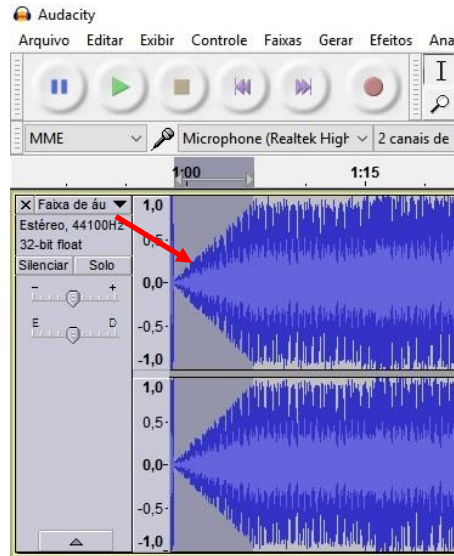 Audacity
Arquivo Editar Exibir Controle Faixas Gerar Efeitos Ana
MME Microphone (Realtek High 2 canais de
1:00 1:15
Faixa de áu
Estéreo, 44100Hz
32-bit float
Silenciar Solo
- +
E D
1,0
0,5-
0,0-
-0,5-
-1,0
1,0
0,5-
0,0-
-0,5-
-1,0